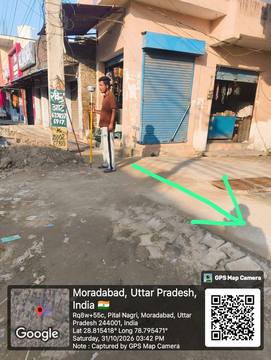 GPS Map Camera
Moradabad, Uttar Pradesh,
India 🇮🇳
Rq8w+55c, Pital Nagri, Moradabad, Uttar
Pradesh 244001, India
Lat 28.815418° Long 78.795471°
Saturday, 31/10/2026 03:42 PM
Note : Captured by GPS Map Camera
Google